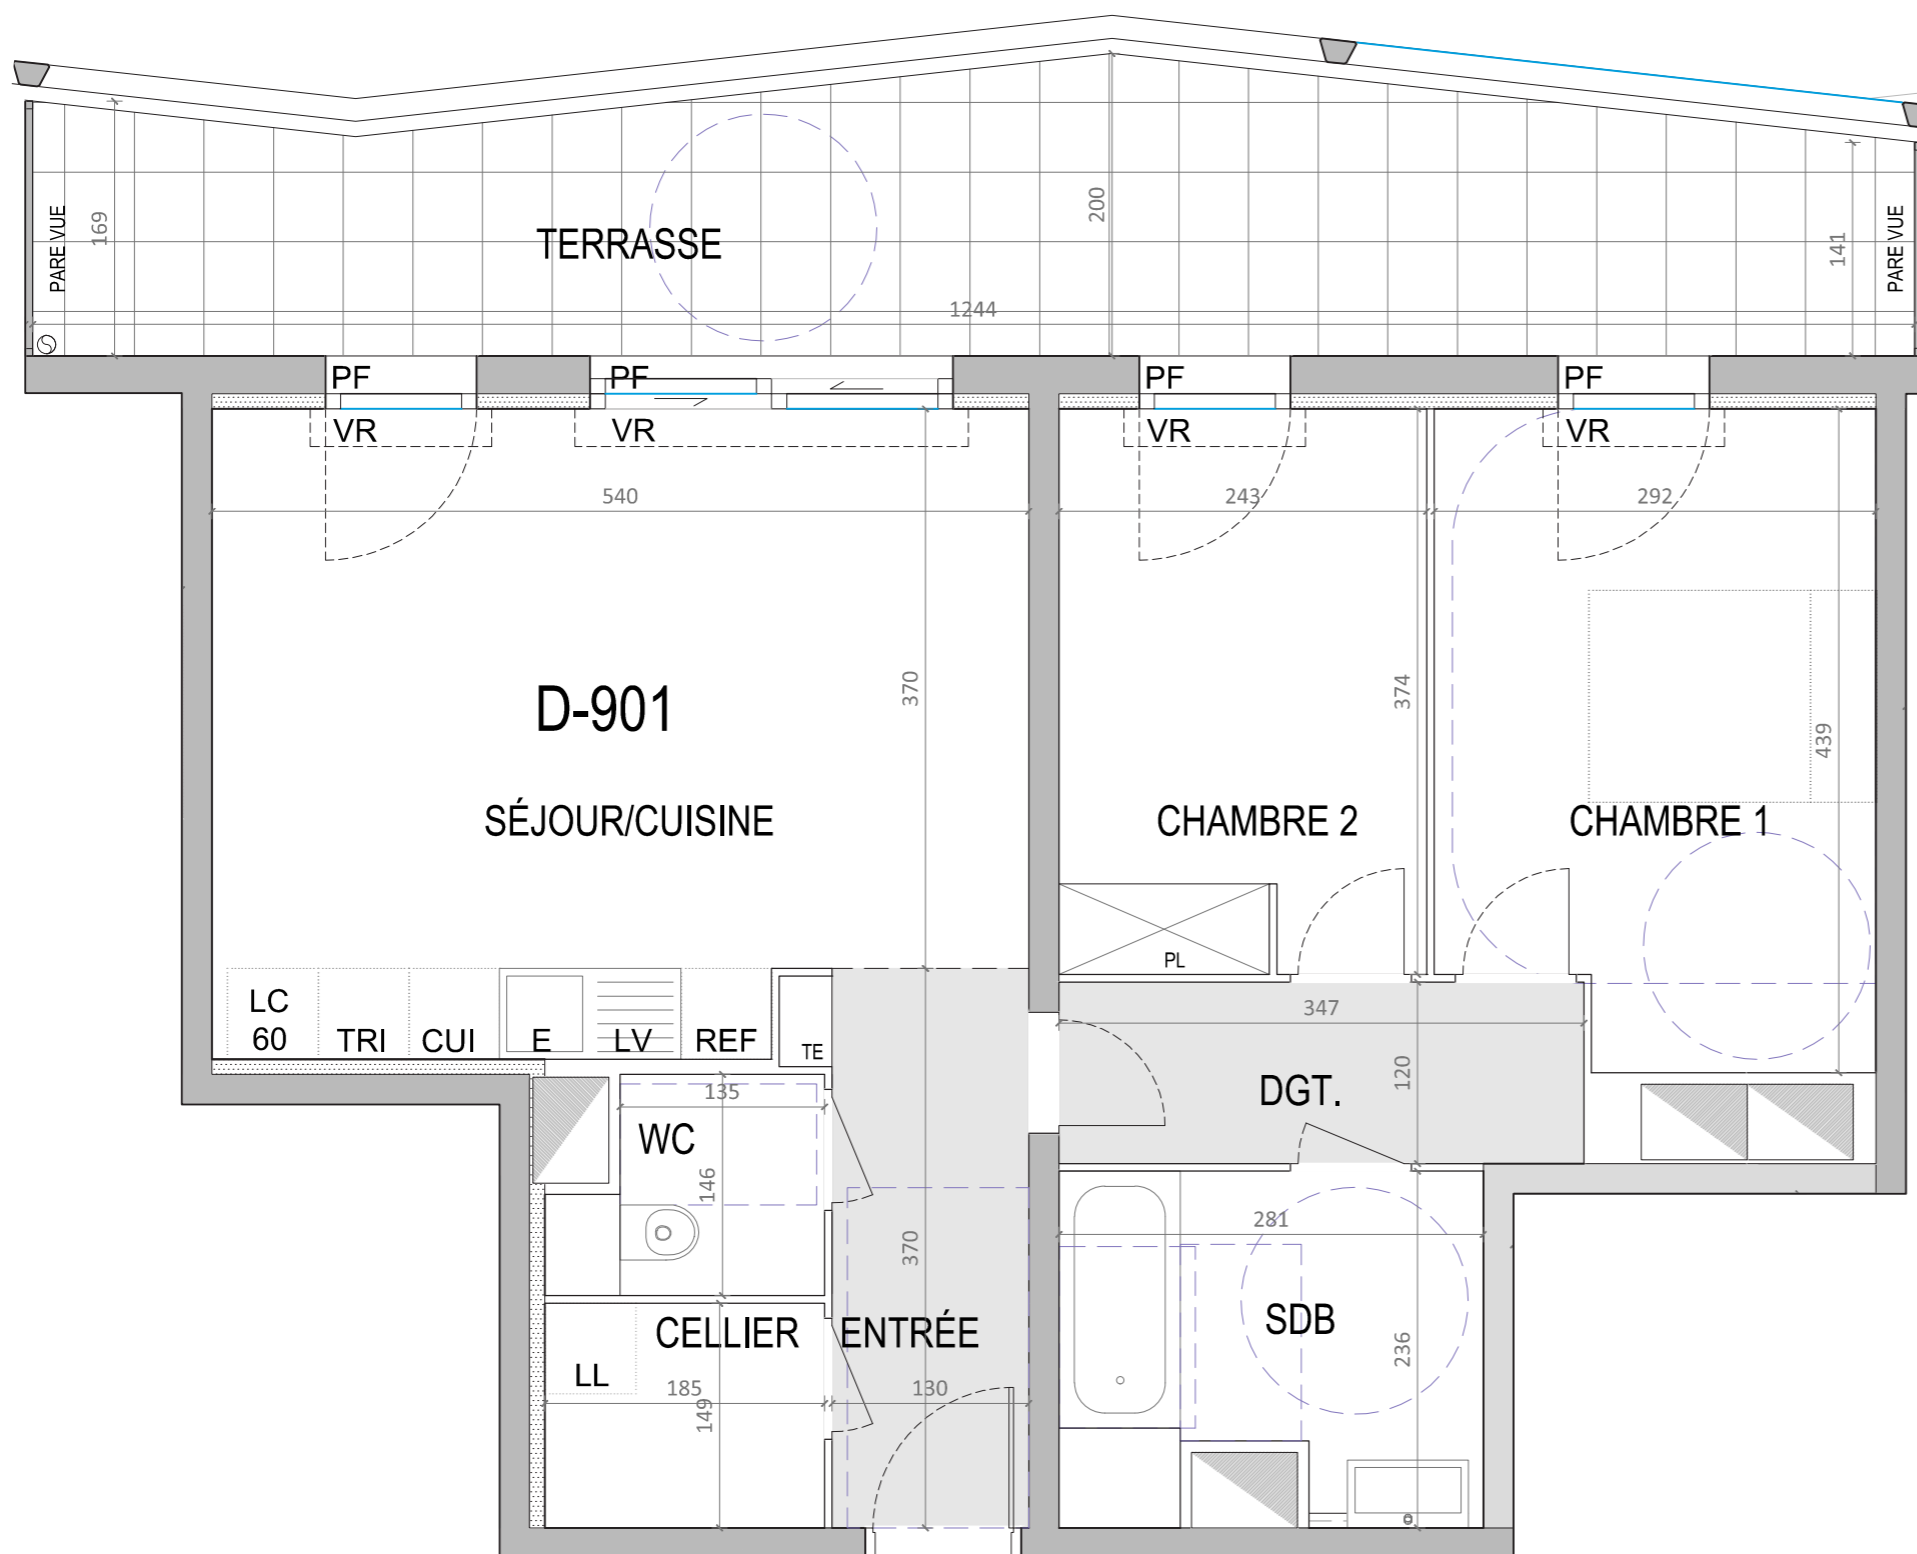 PARE VUE
169
TERRASSE
200
141
PARE VUE
1244
PF
PF
PF
PF
VR
VR
VR
VR
540
243
292
370
374
439
D-901
SÉJOUR/CUISINE
CHAMBRE 2
CHAMBRE 1
PL
LC
60
TRI
CUI
E
LV
REF
TE
347
120
DGT.
135
WC
146
370
281
SDB
236
CELLIER
ENTRÉE
LL
185
149
130